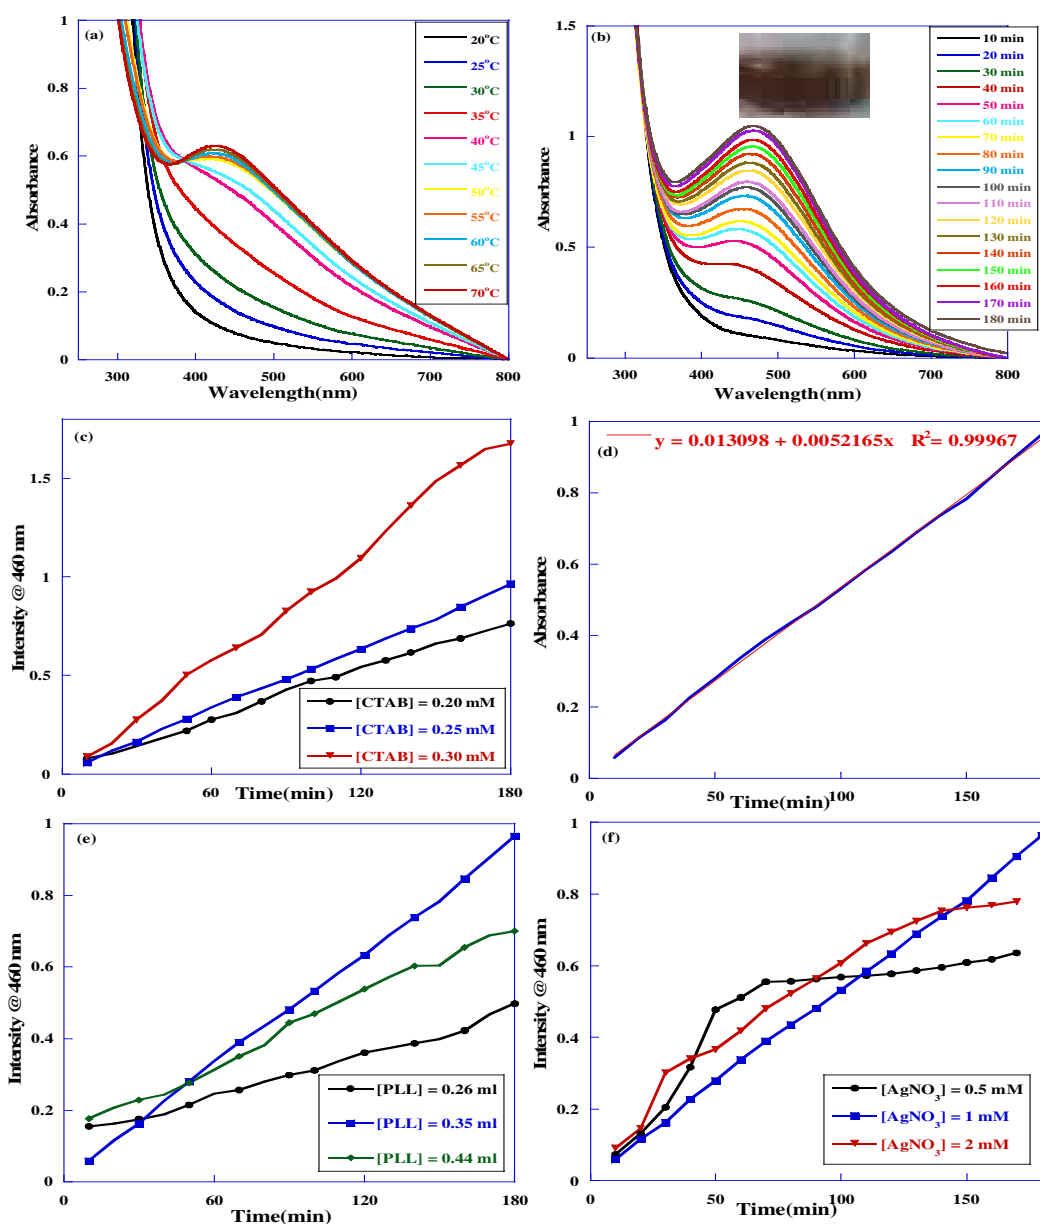 (a)
1
0.8
0.6
0.4
0.2
0
Absorbance
300 400 500 600 700 800
Wavelength(nm)
20°C
25°C
30°C
35°C
40°C
45°C
50°C
55°C
60°C
65°C
70°C
(b)
1.5
1
0.5
0
Absorbance
300 400 500 600 700 800
Wavelength(nm)
10 min
20 min
30 min
40 min
50 min
60 min
70 min
80 min
90 min
100 min
110 min
120 min
130 min
140 min
150 min
160 min
170 min
180 min
(c)
1.5
1
0.5
0
Intensity @ 460 nm
0 60 120 180
Time(min)
[CTAB] = 0.20 mM
[CTAB] = 0.25 mM
[CTAB] = 0.30 mM
(d)
y = 0.013098 + 0.0052165x R²= 0.99967
1
0.8
0.6
0.4
0.2
0
Absorbance
0 50 100 150
Time(min)
(e)
1
0.8
0.6
0.4
0.2
0
Intensity @ 460 nm
0 60 120 180
Time(min)
[PLL] = 0.26 ml
[PLL] = 0.35 ml
[PLL] = 0.44 ml
(f)
1
0.8
0.6
0.4
0.2
0
Intensity @ 460 nm
0 50 100 150
Time(min)
[AgNO₃] = 0.5 mM
[AgNO₃] = 1 mM
[AgNO₃] = 2 mM